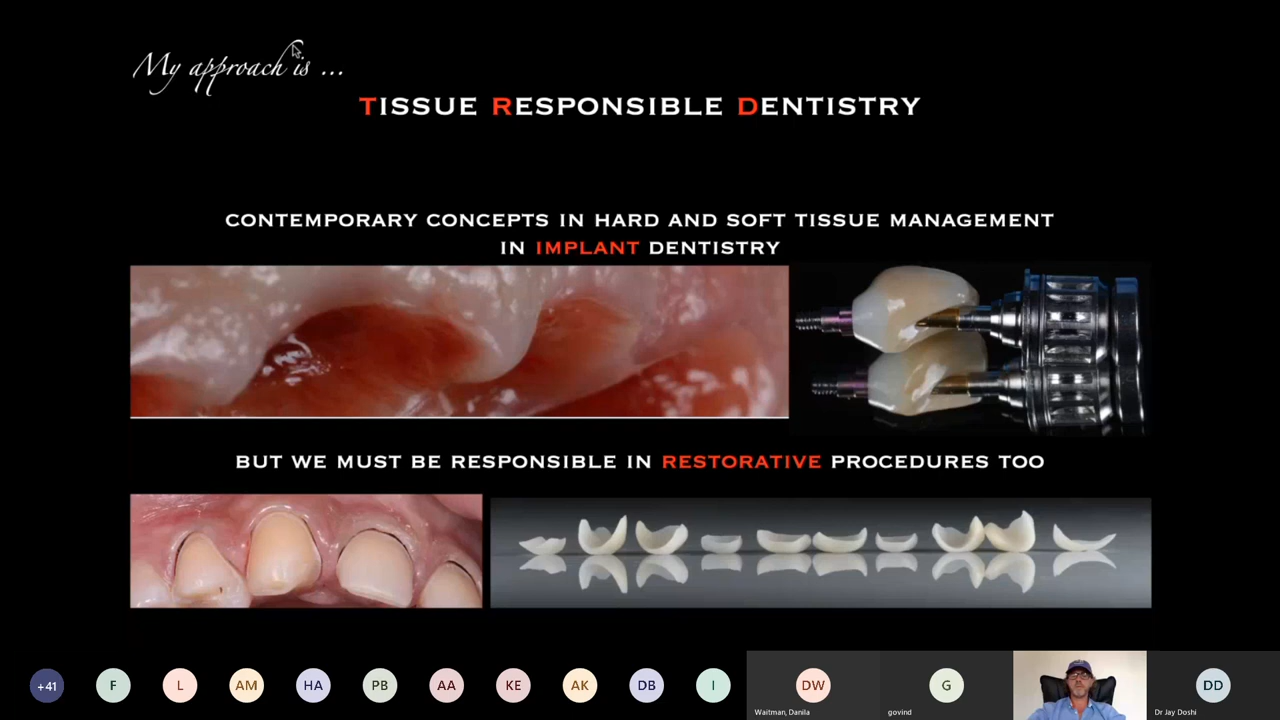 My approach is ...
TISSUE RESPONSIBLE DENTISTRY
CONTEMPORARY CONCEPTS IN HARD AND SOFT TISSUE MANAGEMENT
IN IMPLANT DENTISTRY
BUT WE MUST BE RESPONSIBLE IN RESTORATIVE PROCEDURES TOO
+41
F
L
AM
HA
PB
AA
KE
AK
DB
I
DW
G
DD
Waitman, Danila
govind
Dr Jay Doshi